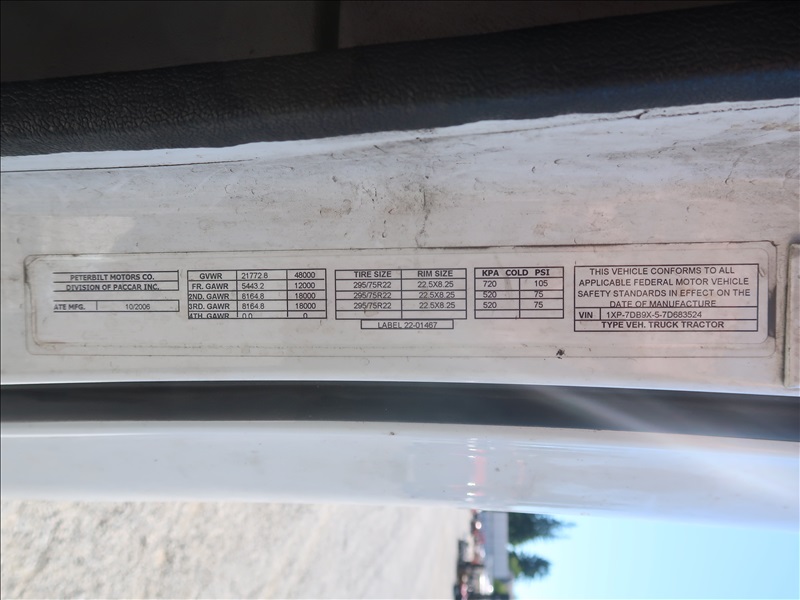 PETERBILT MOTORS CO.
DIVISION OF PACCAR INC.
ATE MFG. 10/2006
GVWR 21772.8 48000
FR. GAWR 5443.2 12000
2ND. GAWR 8164.8 18000
3RD. GAWR 8164.8 18000
4TH. GAWR 0.0 0
TIRE SIZE RIM SIZE
295/75R22 22.5X8.25
295/75R22 22.5X8.25
295/75R22 22.5X8.25
LABEL 22-01467
KPA COLD PSI
720 105
520 75
520 75
THIS VEHICLE CONFORMS TO ALL
APPLICABLE FEDERAL MOTOR VEHICLE
SAFETY STANDARDS IN EFFECT ON THE
DATE OF MANUFACTURE
VIN 1XP-7DB9X-5-7D683524
TYPE VEH. TRUCK TRACTOR